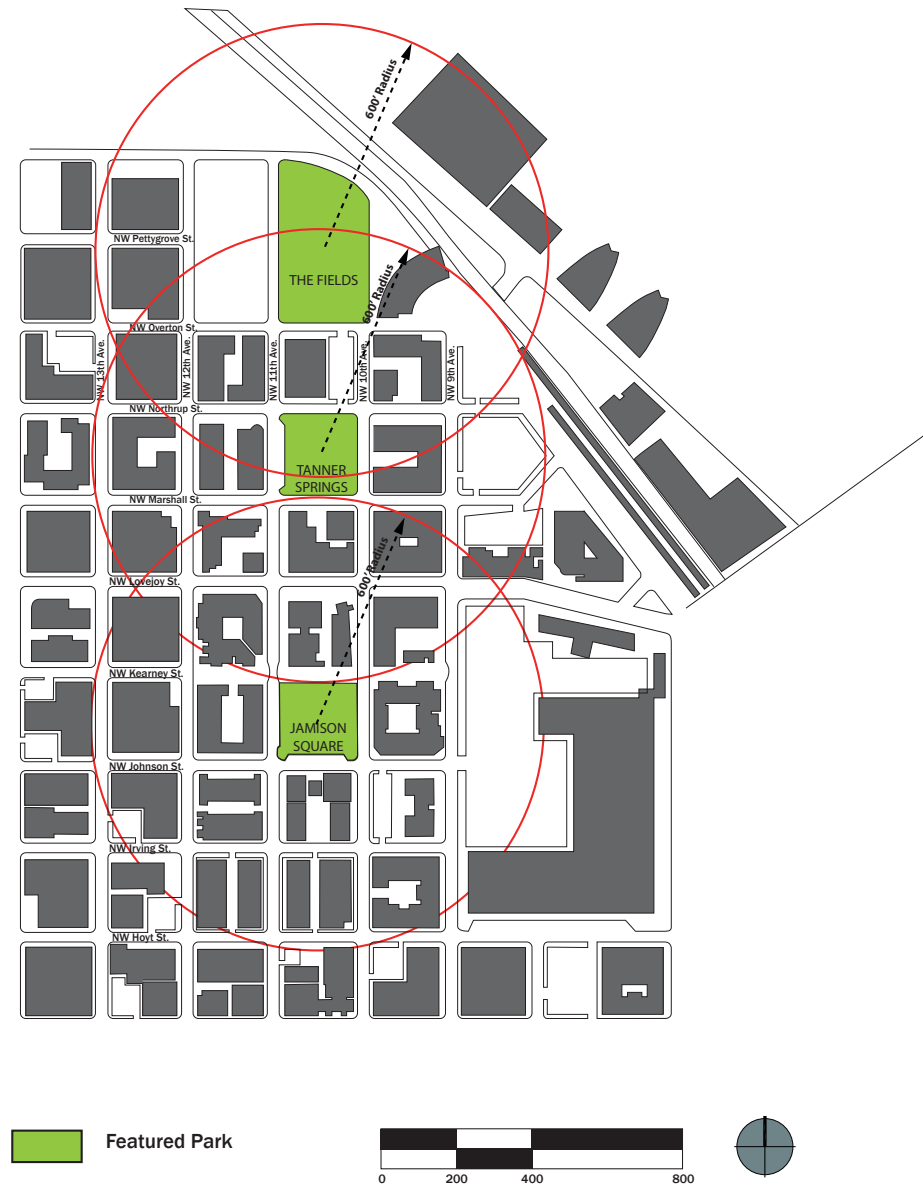 600' Radius
NW Pettygrove St.
THE FIELDS
600' Radius
NW Overton St.
NW 13th Ave.
NW 12th Ave.
NW 11th Ave.
NW 10th Ave.
NW 9th Ave.
NW Northrup St.
TANNER
SPRINGS
NW Marshall St.
600' Radius
NW Lovejoy St.
NW Kearney St.
JAMISON
SQUARE
NW Johnson St.
NW Irving St.
NW Hoyt St.
Featured Park
0 200 400 800